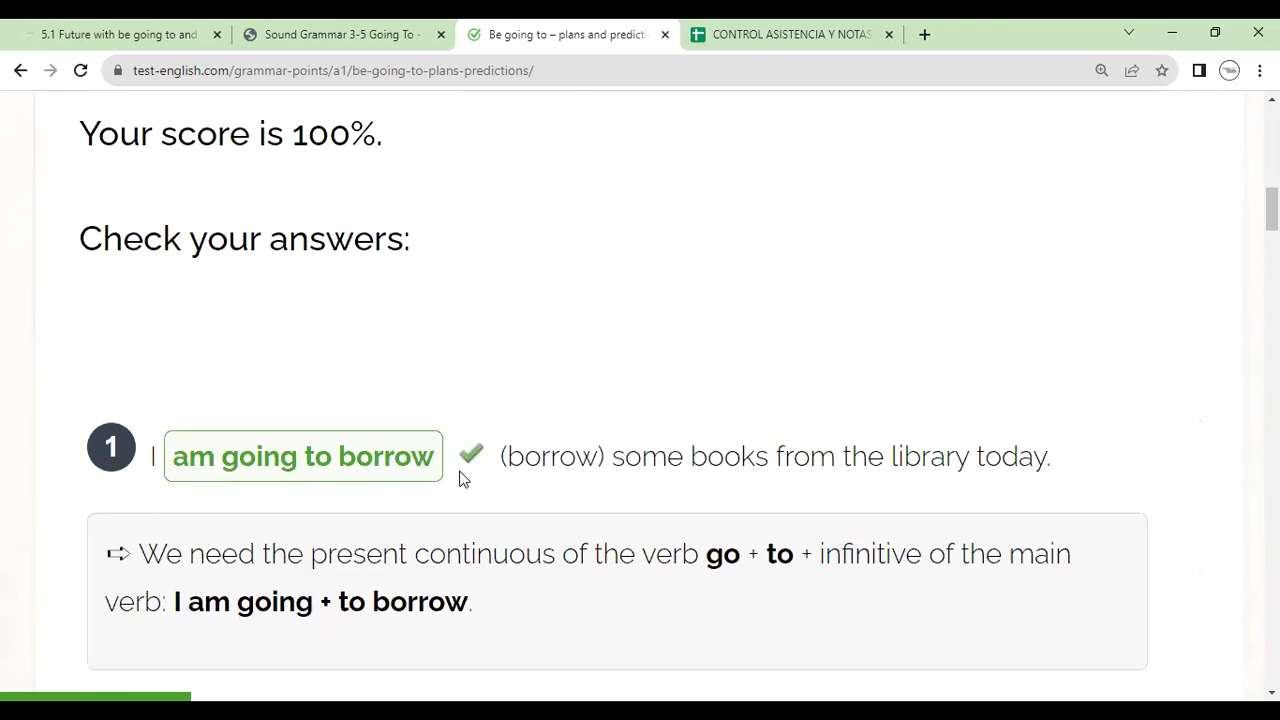 5.1 Future with be going to and
Sound Grammar 3-5 Going To -
Be going to – plans and predicti
CONTROL ASISTENCIA Y NOTAS
test-english.com/grammar-points/a1/be-going-to-plans-predictions/
Your score is 100%.
Check your answers:
1 I am going to borrow (borrow) some books from the library today.
➪ We need the present continuous of the verb go + to + infinitive of the main
verb: I am going + to borrow.